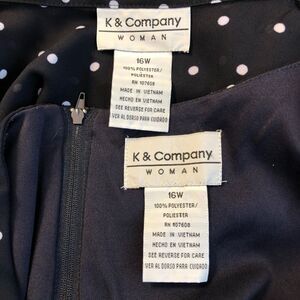 K & Company
WOMAN
16W
100% POLYESTER/
POLIESTER
RN 107608
MADE IN VIETNAM
HECHO EN VIETNAM
SEE REVERSE FOR CARE
VER AL DORSO PARA CUIDADO
K & Company
WOMAN
16W
100% POLYESTER/
POLIESTER
RN 107608
MADE IN VIETNAM
HECHO EN VIETNAM
SEE REVERSE FOR CARE
VER AL DORSO PARA CUIDADO